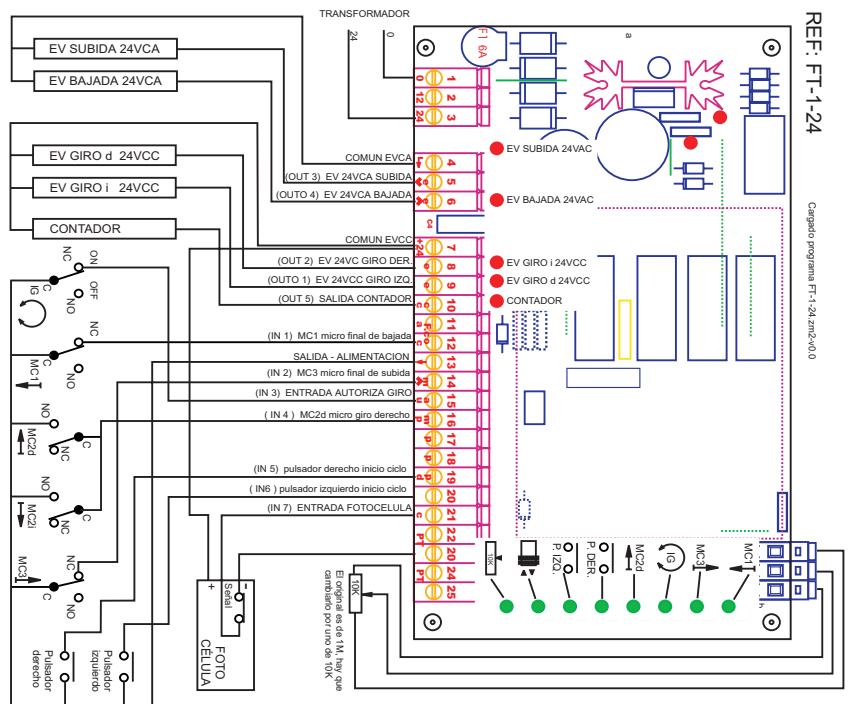 TRANSFORMADOR
24
0
EV SUBIDA 24VCA
EV BAJADA 24VCA
EV GIRO d 24VCC
EV GIRO i 24VCC
CONTADOR
COMUN EVCA
(OUT 3) EV 24VCA SUBIDA
(OUTO 4) EV 24VCA BAJADA
COMUN EVCC
(OUT 2) EV 24VC GIRO DER.
(OUTO 1) EV 24VCC GIRO IZQ.
(OUT 5) SALIDA CONTADOR
(IN 1) MC1 micro final de bajada
SALIDA - ALIMENTACION
(IN 2) MC3 micro final de subida
(IN 3) ENTRADA AUTORIZA GIRO
( IN 4 ) MC2d micro giro derecho
(IN 5) pulsador derecho inicio ciclo
( IN6 ) pulsador izquierdo inicio ciclo
(IN 7) ENTRADA FOTOCELULA
NC
ON
OFF
C
NO
IG
NC
C
NO
MC1
NO
C
NC
MC2d
NO
C
NC
MC2i
NC
C
NO
MC3
Pulsador
derecho
Pulsador
izquierdo
+
-
Señal
FOTO
CÉLULA
10K
El original es de 1M, hay que
cambiarlo por uno de 10K
F1 6A
a
0
12
24
1
2
3
4
5
6
C4
+24
7
8
9
10
11
12
13
14
15
16
17
18
19
20
21
22
20
24
25
e
e
e
e
c
a
F.co
c
m
u
a
p
m
p
p
d
p
c
PT
PT
EV SUBIDA 24VAC
EV BAJADA 24VAC
EV GIRO i 24VCC
EV GIRO d 24VCC
CONTADOR
10K
P. IZQ.
P. DER.
MC2d
IG
MC3
MC1
h
REF: FT-1-24
Cargado programa FT-1-24.zm2-v0.0